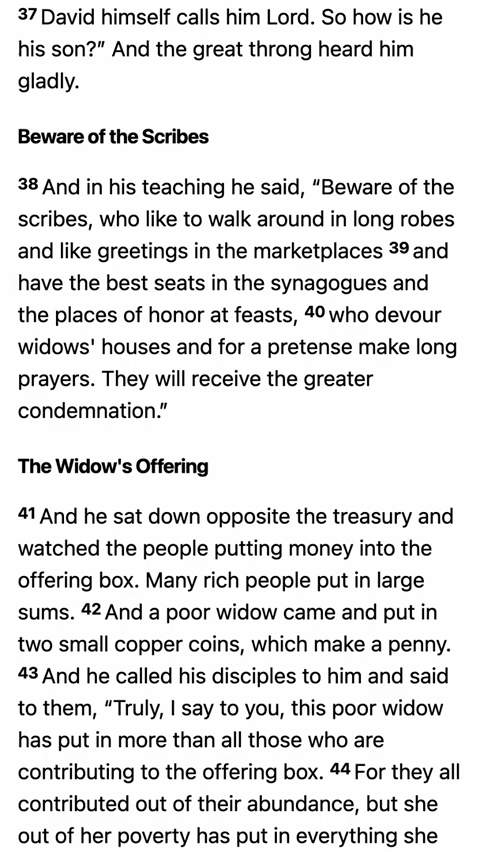 37 David himself calls him Lord. So how is he
his son?” And the great throng heard him
gladly.
Beware of the Scribes
38 And in his teaching he said, “Beware of the
scribes, who like to walk around in long robes
and like greetings in the marketplaces 39 and
have the best seats in the synagogues and
the places of honor at feasts, 40 who devour
widows' houses and for a pretense make long
prayers. They will receive the greater
condemnation.”
The Widow's Offering
41 And he sat down opposite the treasury and
watched the people putting money into the
offering box. Many rich people put in large
sums. 42 And a poor widow came and put in
two small copper coins, which make a penny.
43 And he called his disciples to him and said
to them, “Truly, I say to you, this poor widow
has put in more than all those who are
contributing to the offering box. 44 For they all
contributed out of their abundance, but she
out of her poverty has put in everything she